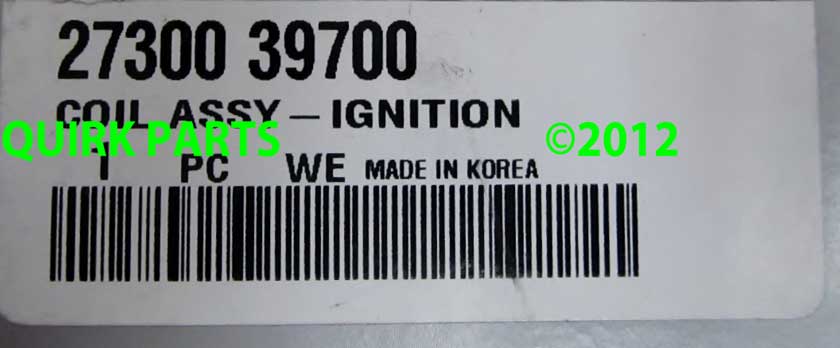 27300 39700
COIL ASSY – IGNITION
QUIRK PARTS ©2012
1 PC WE MADE IN KOREA